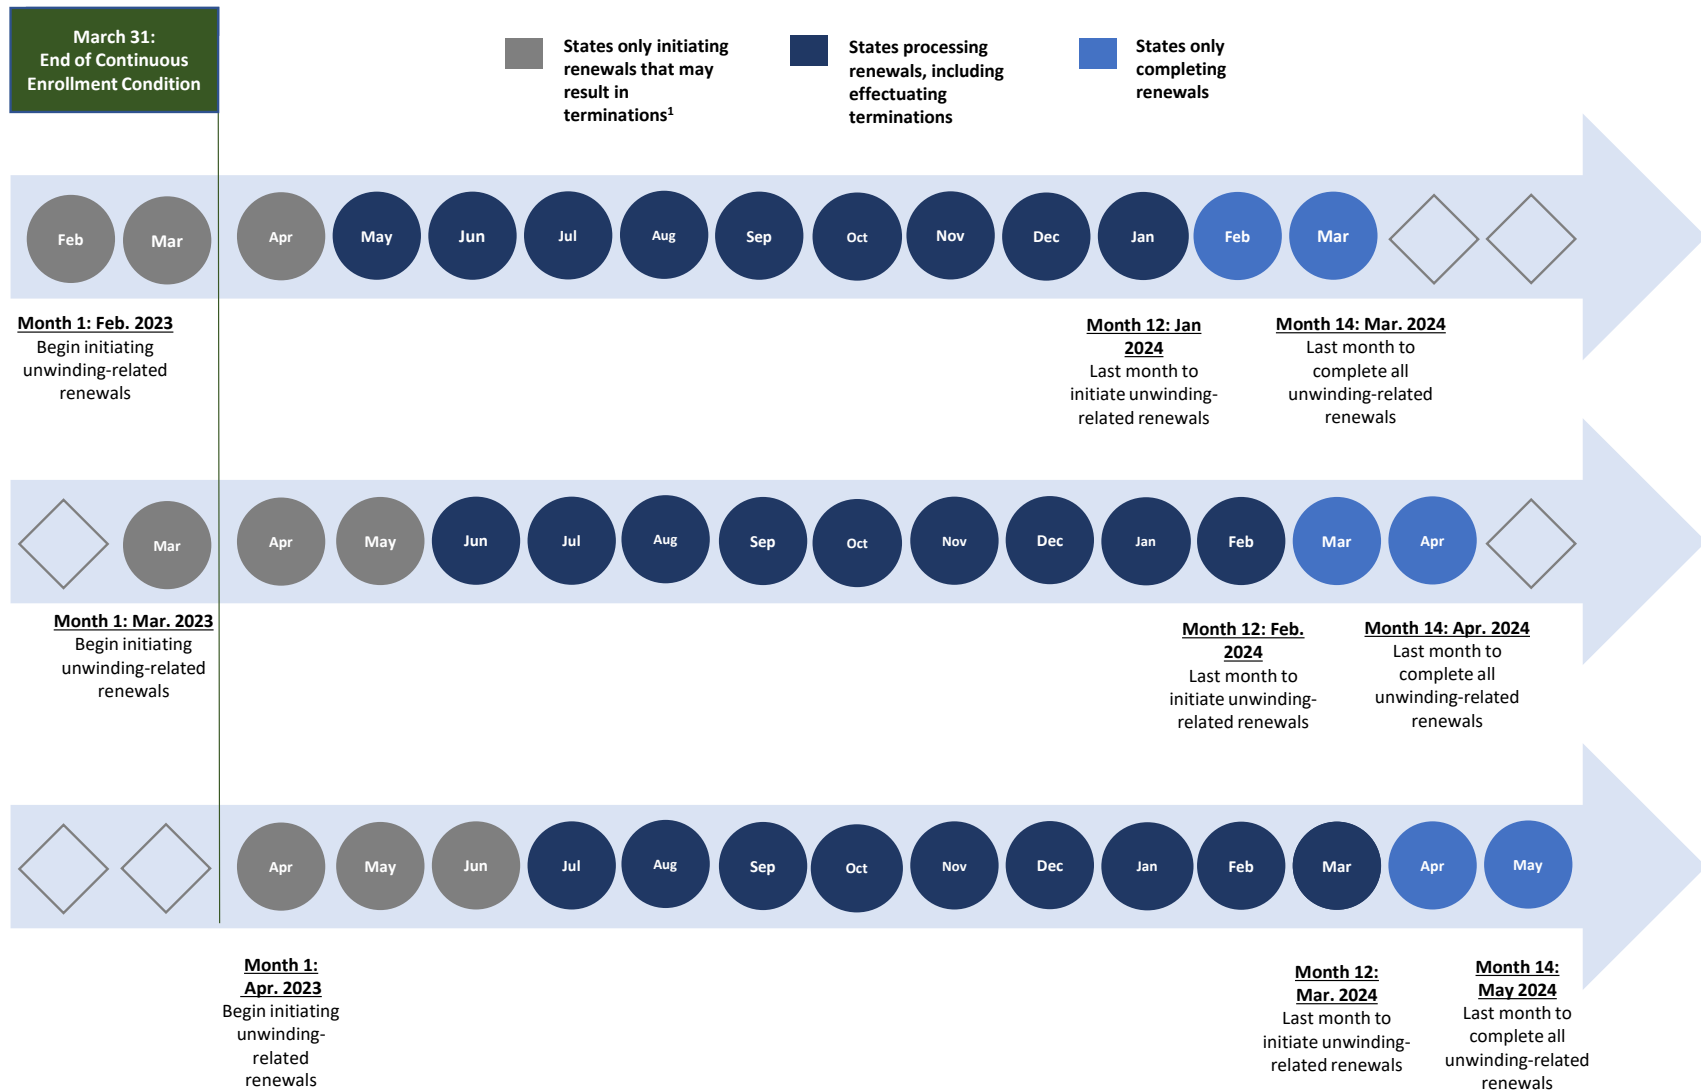 March 31:
End of Continuous
Enrollment Condition
States only initiating
renewals that may
result in
terminations¹
States processing
renewals, including
effectuating
terminations
States only
completing
renewals
Feb
Mar
Apr
May
Jun
Jul
Aug
Sep
Oct
Nov
Dec
Jan
Feb
Mar
Month 1: Feb. 2023
Begin initiating
unwinding-related
renewals
Month 12: Jan
2024
Last month to
initiate unwinding-
related renewals
Month 14: Mar. 2024
Last month to
complete all
unwinding-related
renewals
Mar
Apr
May
Jun
Jul
Aug
Sep
Oct
Nov
Dec
Jan
Feb
Mar
Apr
Month 1: Mar. 2023
Begin initiating
unwinding-related
renewals
Month 12: Feb.
2024
Last month to
initiate unwinding-
related renewals
Month 14: Apr. 2024
Last month to
complete all
unwinding-related
renewals
Apr
May
Jun
Jul
Aug
Sep
Oct
Nov
Dec
Jan
Feb
Mar
Apr
May
Month 1:
Apr. 2023
Begin initiating
unwinding-
related
renewals
Month 12:
Mar. 2024
Last month to
initiate unwinding-
related renewals
Month 14:
May 2024
Last month to
complete all
unwinding-related
renewals